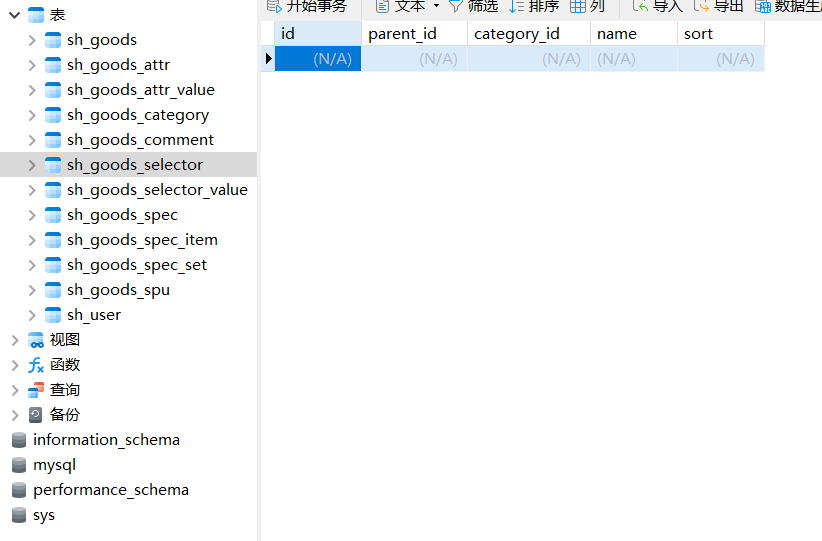 表
sh_goods
sh_goods_attr
sh_goods_attr_value
sh_goods_category
sh_goods_comment
sh_goods_selector
sh_goods_selector_value
sh_goods_spec
sh_goods_spec_item
sh_goods_spec_set
sh_goods_spu
sh_user
视图
函数
查询
备份
information_schema
mysql
performance_schema
sys
开始事务 文本 筛选 排序 列 导入 导出 数据生
id parent_id category_id name sort
(N/A) (N/A) (N/A) (N/A) (N/A)